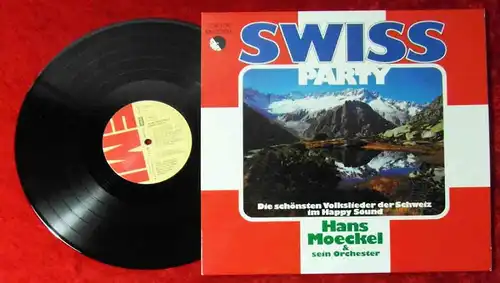 SWISS
PARTY
Die schönsten Volkslieder der Schweiz
im Happy Sound
Hans
Moeckel
&
sein Orchester
EMI